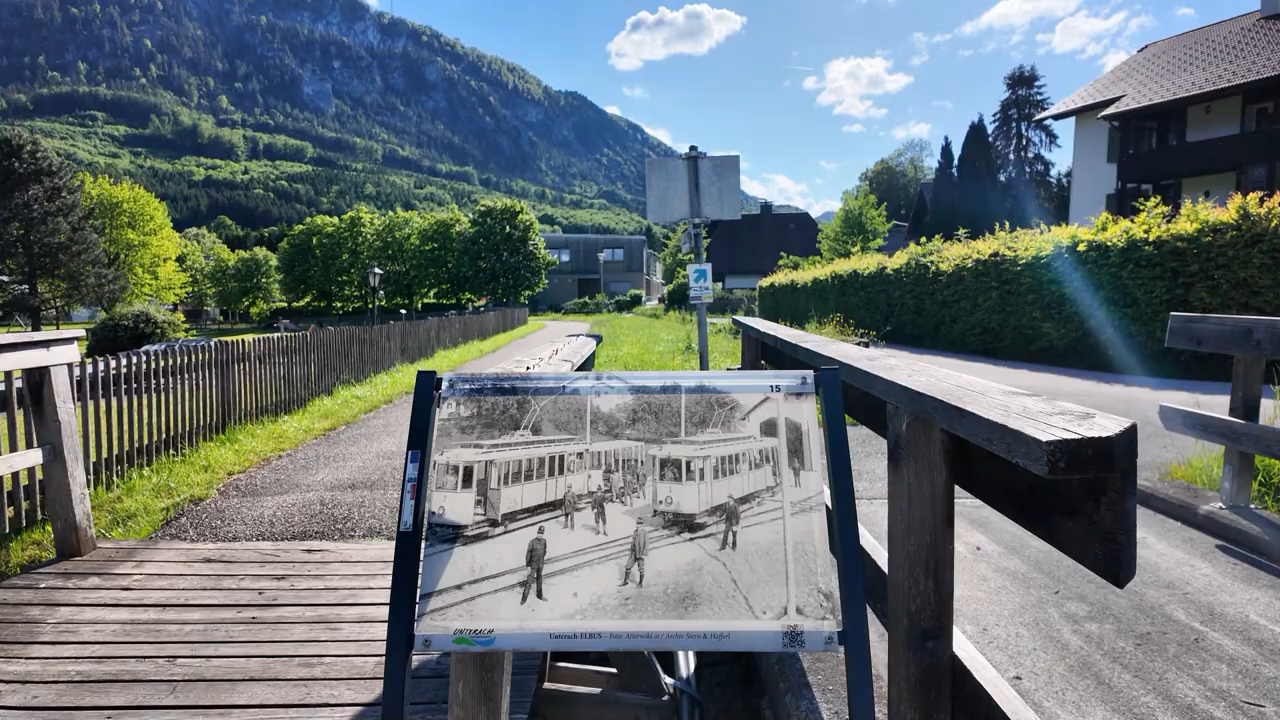 15
UNTERACH
Unterach-ELBUS – Foto: Atterwiki.at / Archiv Stern & Hafferl